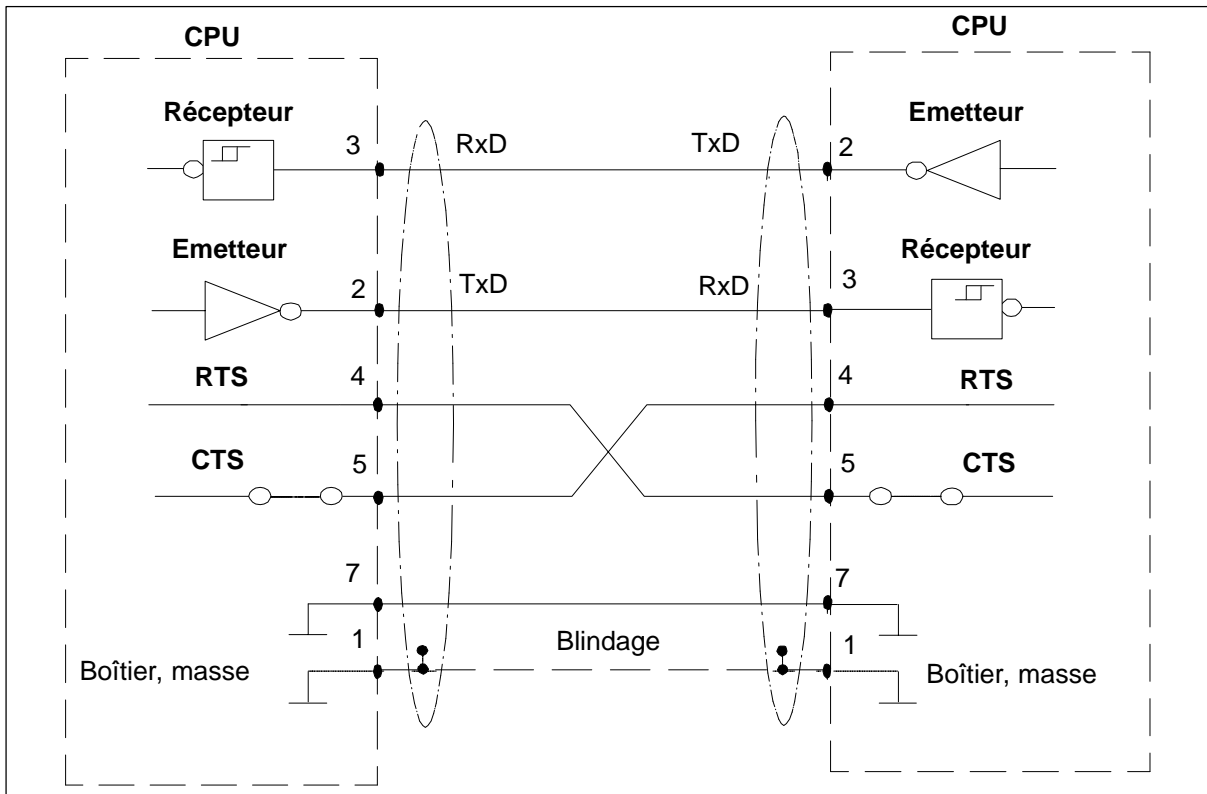 CPU
CPU
Récepteur
Emetteur
3
RxD
TxD
2
Emetteur
Récepteur
2
TxD
RxD
3
RTS
4
4
RTS
CTS
5
5
CTS
7
7
1
Blindage
1
Boîtier, masse
Boîtier, masse